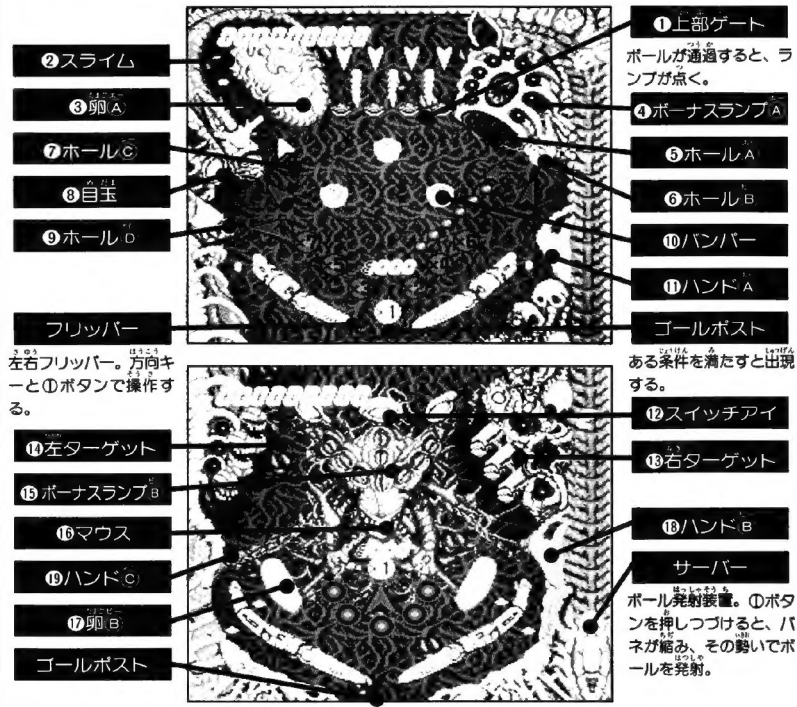 ❶上部ゲート
ボールが通過すると、ラ
ンプが点く。
❷スライム
❸卵Ⓐ
❹ボーナスランプⒶ
❼ホールⒸ
❺ホールA
❽目玉
❻ホールB
❾ホールD
❿バンパー
⓫ハンドA
フリッパー
左右フリッパー。方向キ
ーと①ボタンで操作す
る。
ゴールポスト
ある条件を満たすと出現
する。
⓬スイッチアイ
⓮左ターゲット
⓭右ターゲット
⓯ボーナスランプB
⓰マウス
⓲ハンドB
⓳ハンドⒸ
サーバー
ボール発射装置。①ボタ
ンを押しつづけると、バ
ネが縮み、その勢いでボ
ールを発射。
⓱卵Ⓑ
ゴールポスト